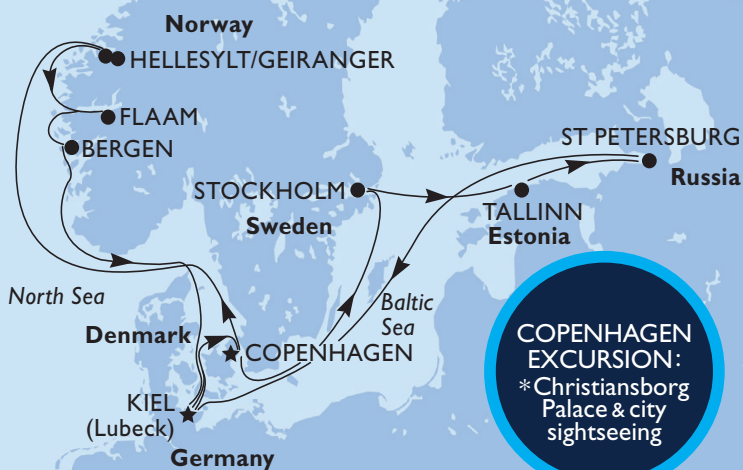 Norway
HELLESYLT/GEIRANGER
FLAAM
BERGEN
ST PETERSBURG
Russia
STOCKHOLM
Sweden
TALLINN
Estonia
North Sea
Baltic
Sea
Denmark
COPENHAGEN
KIEL
(Lubeck)
Germany
COPENHAGEN
EXCURSION:
*Christiansborg
Palace & city
sightseeing